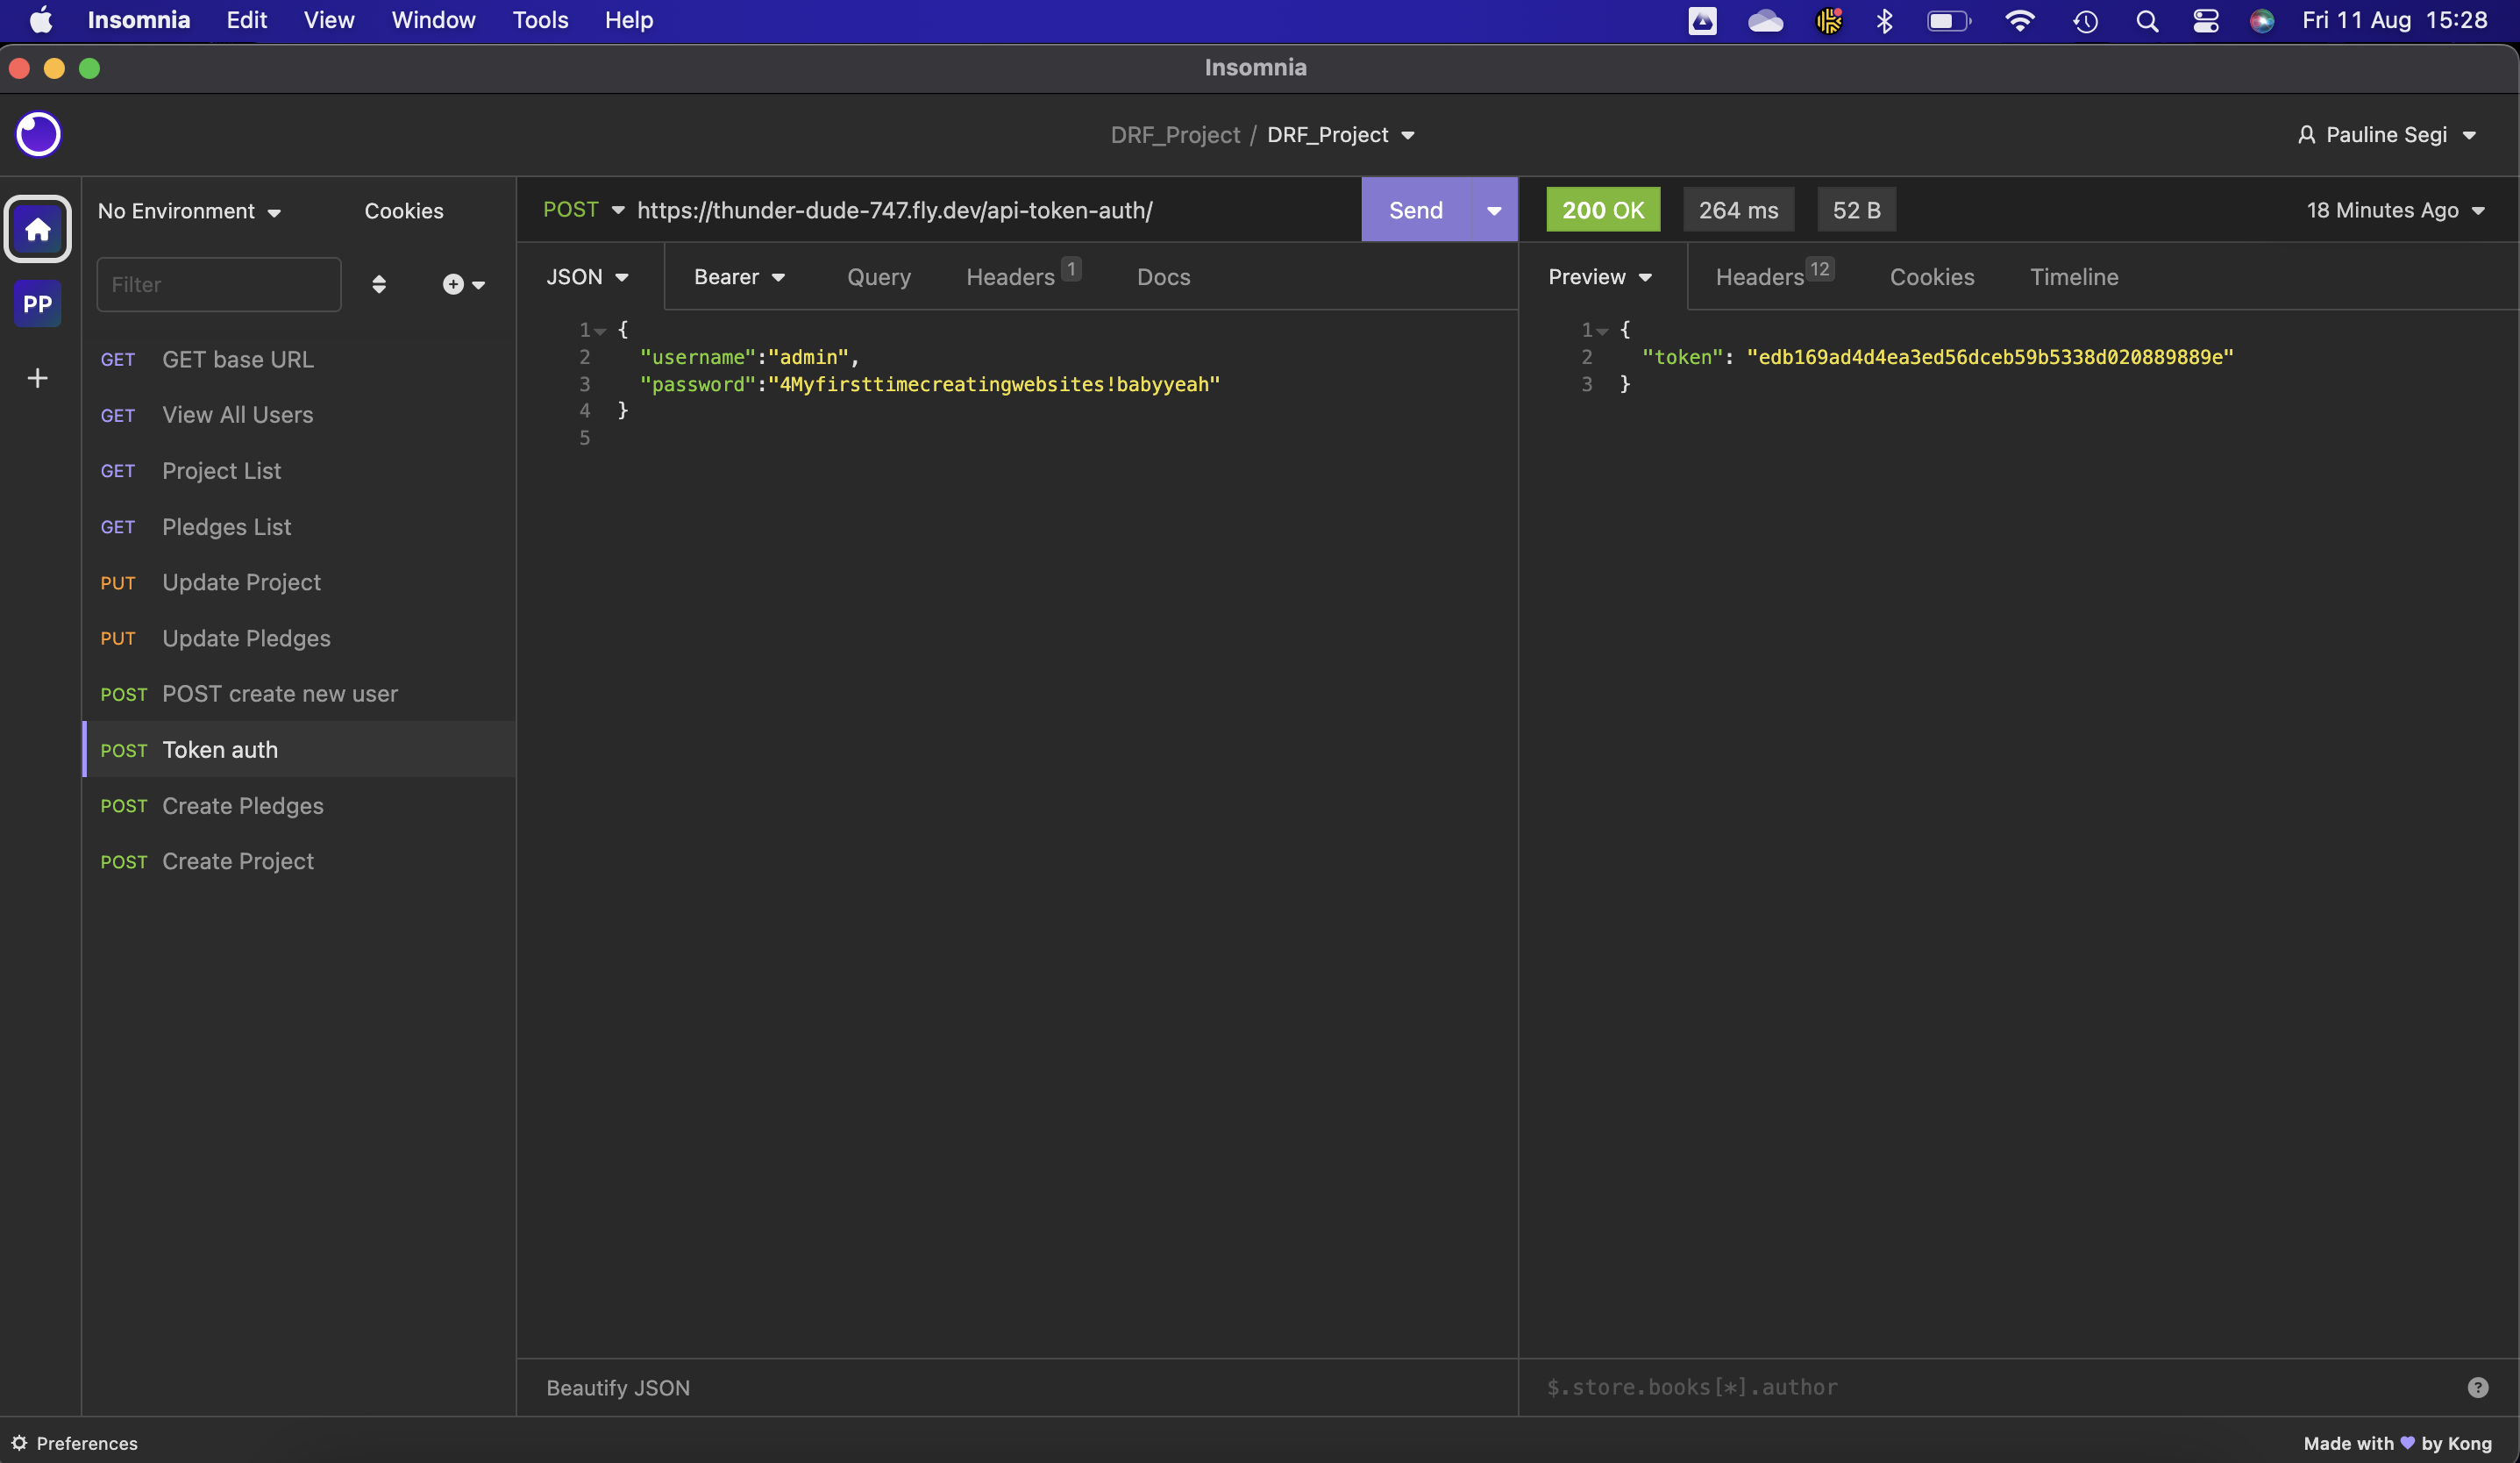 Insomnia Edit View Window Tools Help Fri 11 Aug 15:28
Insomnia
DRF_Project / DRF_Project Pauline Segi
No Environment Cookies
Filter
PP
GET GET base URL
GET View All Users
GET Project List
GET Pledges List
PUT Update Project
PUT Update Pledges
POST POST create new user
POST Token auth
POST Create Pledges
POST Create Project
POST https://thunder-dude-747.fly.dev/api-token-auth/ Send
JSON Bearer Query Headers 1 Docs
1 {
2 "username":"admin",
3 "password":"4Myfirsttimecreatingwebsites!babyyeah"
4 }
5
Beautify JSON
200 OK 264 ms 52 B 18 Minutes Ago
Preview Headers 12 Cookies Timeline
1 {
2 "token": "edb169ad4d4ea3ed56dceb59b5338d020889889e"
3 }
$.store.books[*].author ?
Preferences Made with 💜 by Kong